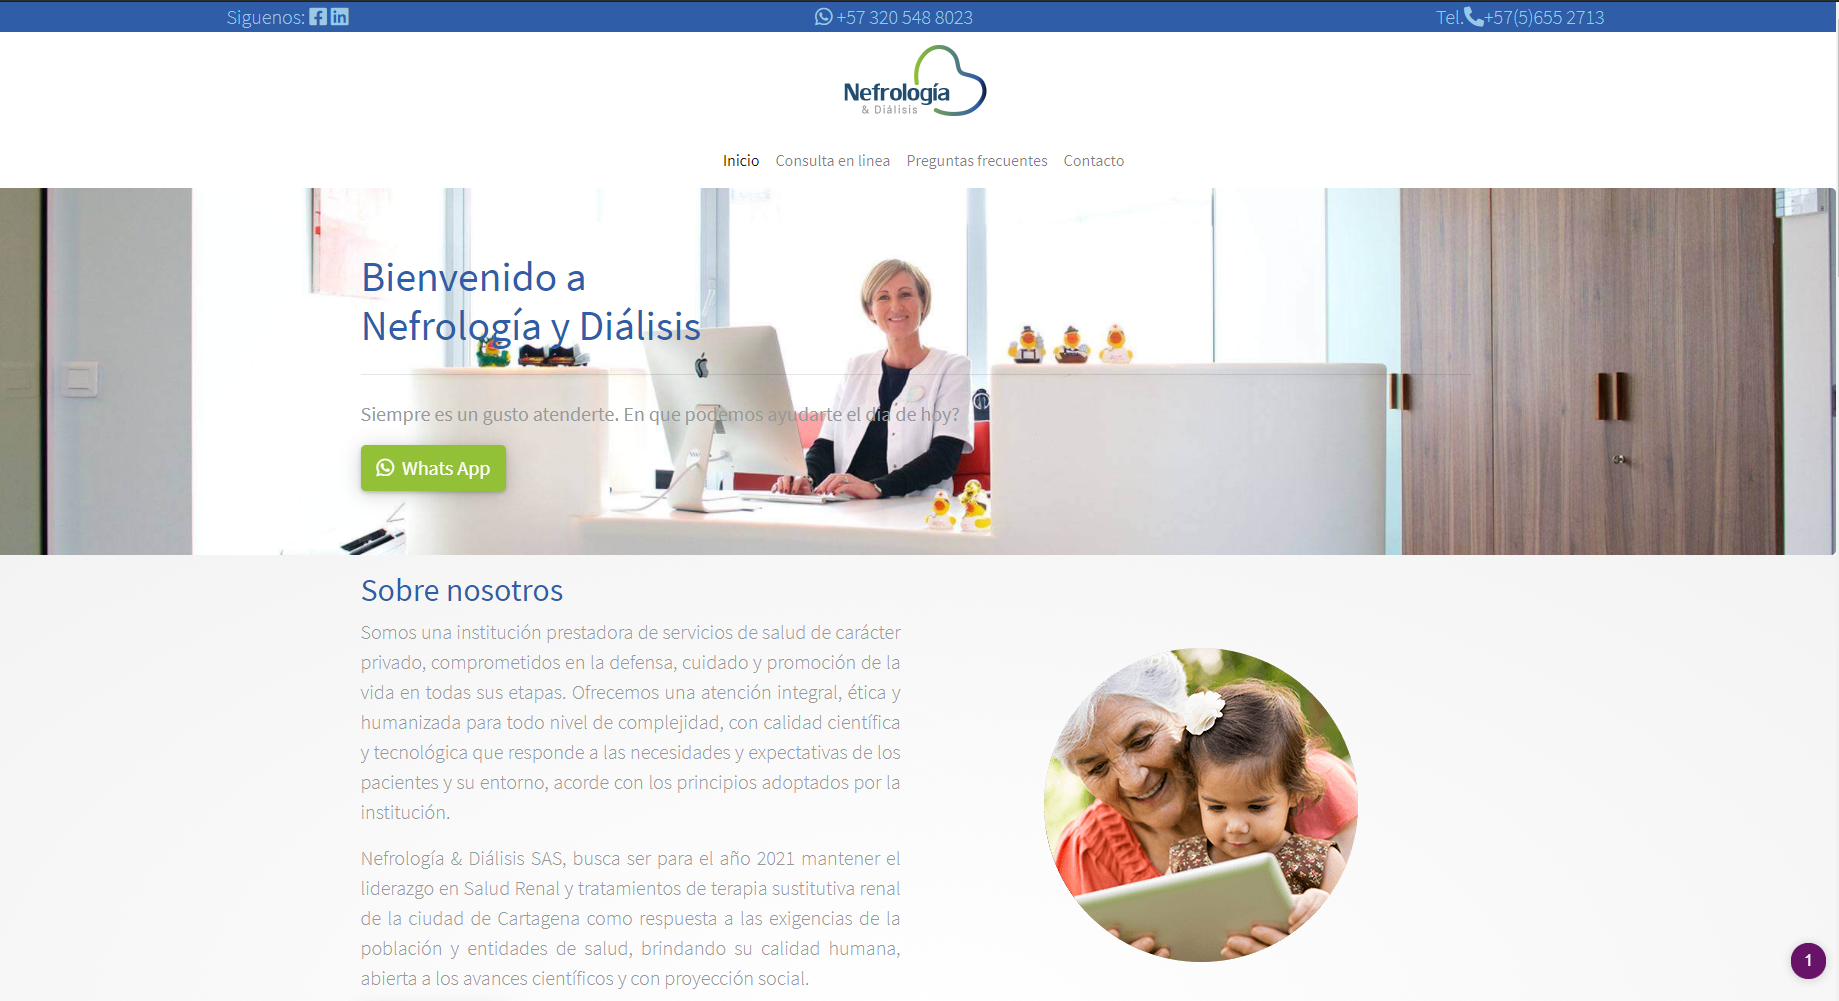 Siguenos:
+57 320 548 8023
Tel.+57(5)655 2713
Nefrología
& Diálisis
Inicio Consulta en linea Preguntas frecuentes Contacto
Bienvenido a
Nefrología y Diálisis
Siempre es un gusto atenderte. En que podemos ayudarte el día de hoy?
Whats App
Sobre nosotros
Somos una institución prestadora de servicios de salud de carácter
privado, comprometidos en la defensa, cuidado y promoción de la
vida en todas sus etapas. Ofrecemos una atención integral, ética y
humanizada para todo nivel de complejidad, con calidad científica
y tecnológica que responde a las necesidades y expectativas de los
pacientes y su entorno, acorde con los principios adoptados por la
institución.
Nefrología & Diálisis SAS, busca ser para el año 2021 mantener el
liderazgo en Salud Renal y tratamientos de terapia sustitutiva renal
de la ciudad de Cartagena como respuesta a las exigencias de la
población y entidades de salud, brindando su calidad humana,
abierta a los avances científicos y con proyección social.
1